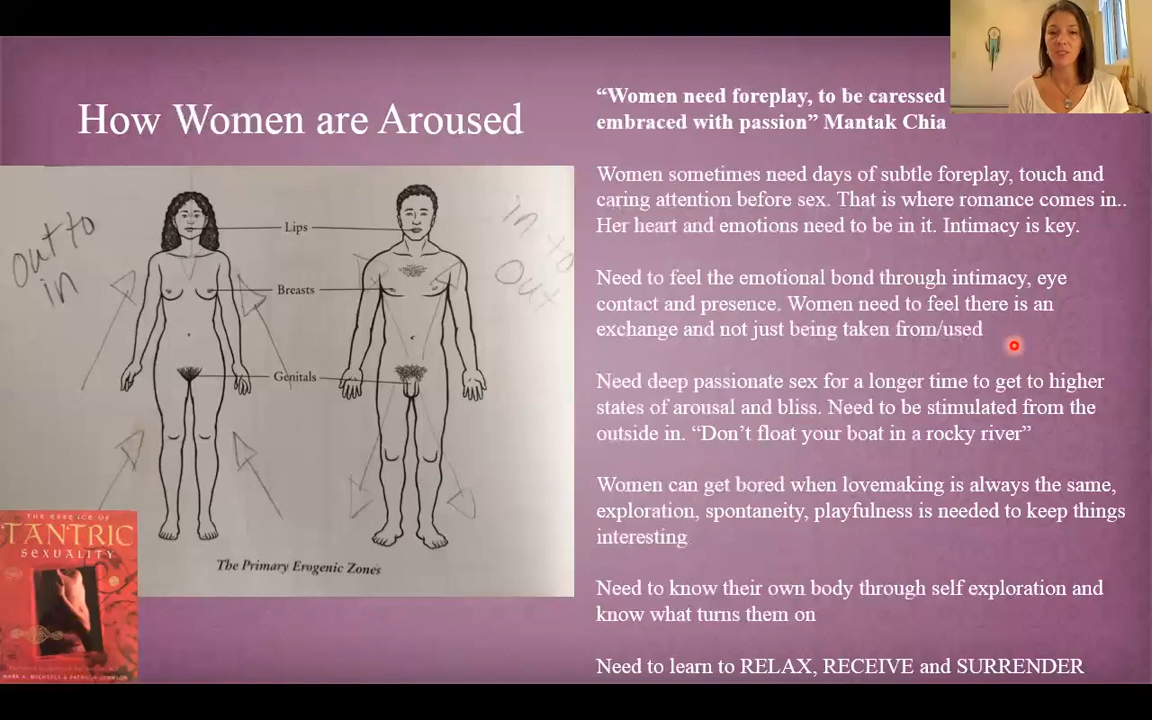 How Women are Aroused
out to
in
in to
out
Lips
Breasts
Genitals
The Primary Erogenic Zones
THE ESSENCE OF
TANTRIC
SEXUALITY
MARK A. MICHAELS & PATRICIA JOHNSON
“Women need foreplay, to be caressed
embraced with passion” Mantak Chia
Women sometimes need days of subtle foreplay, touch and
caring attention before sex. That is where romance comes in..
Her heart and emotions need to be in it. Intimacy is key.
Need to feel the emotional bond through intimacy, eye
contact and presence. Women need to feel there is an
exchange and not just being taken from/used
Need deep passionate sex for a longer time to get to higher
states of arousal and bliss. Need to be stimulated from the
outside in. “Don’t float your boat in a rocky river”
Women can get bored when lovemaking is always the same,
exploration, spontaneity, playfulness is needed to keep things
interesting
Need to know their own body through self exploration and
know what turns them on
Need to learn to RELAX, RECEIVE and SURRENDER